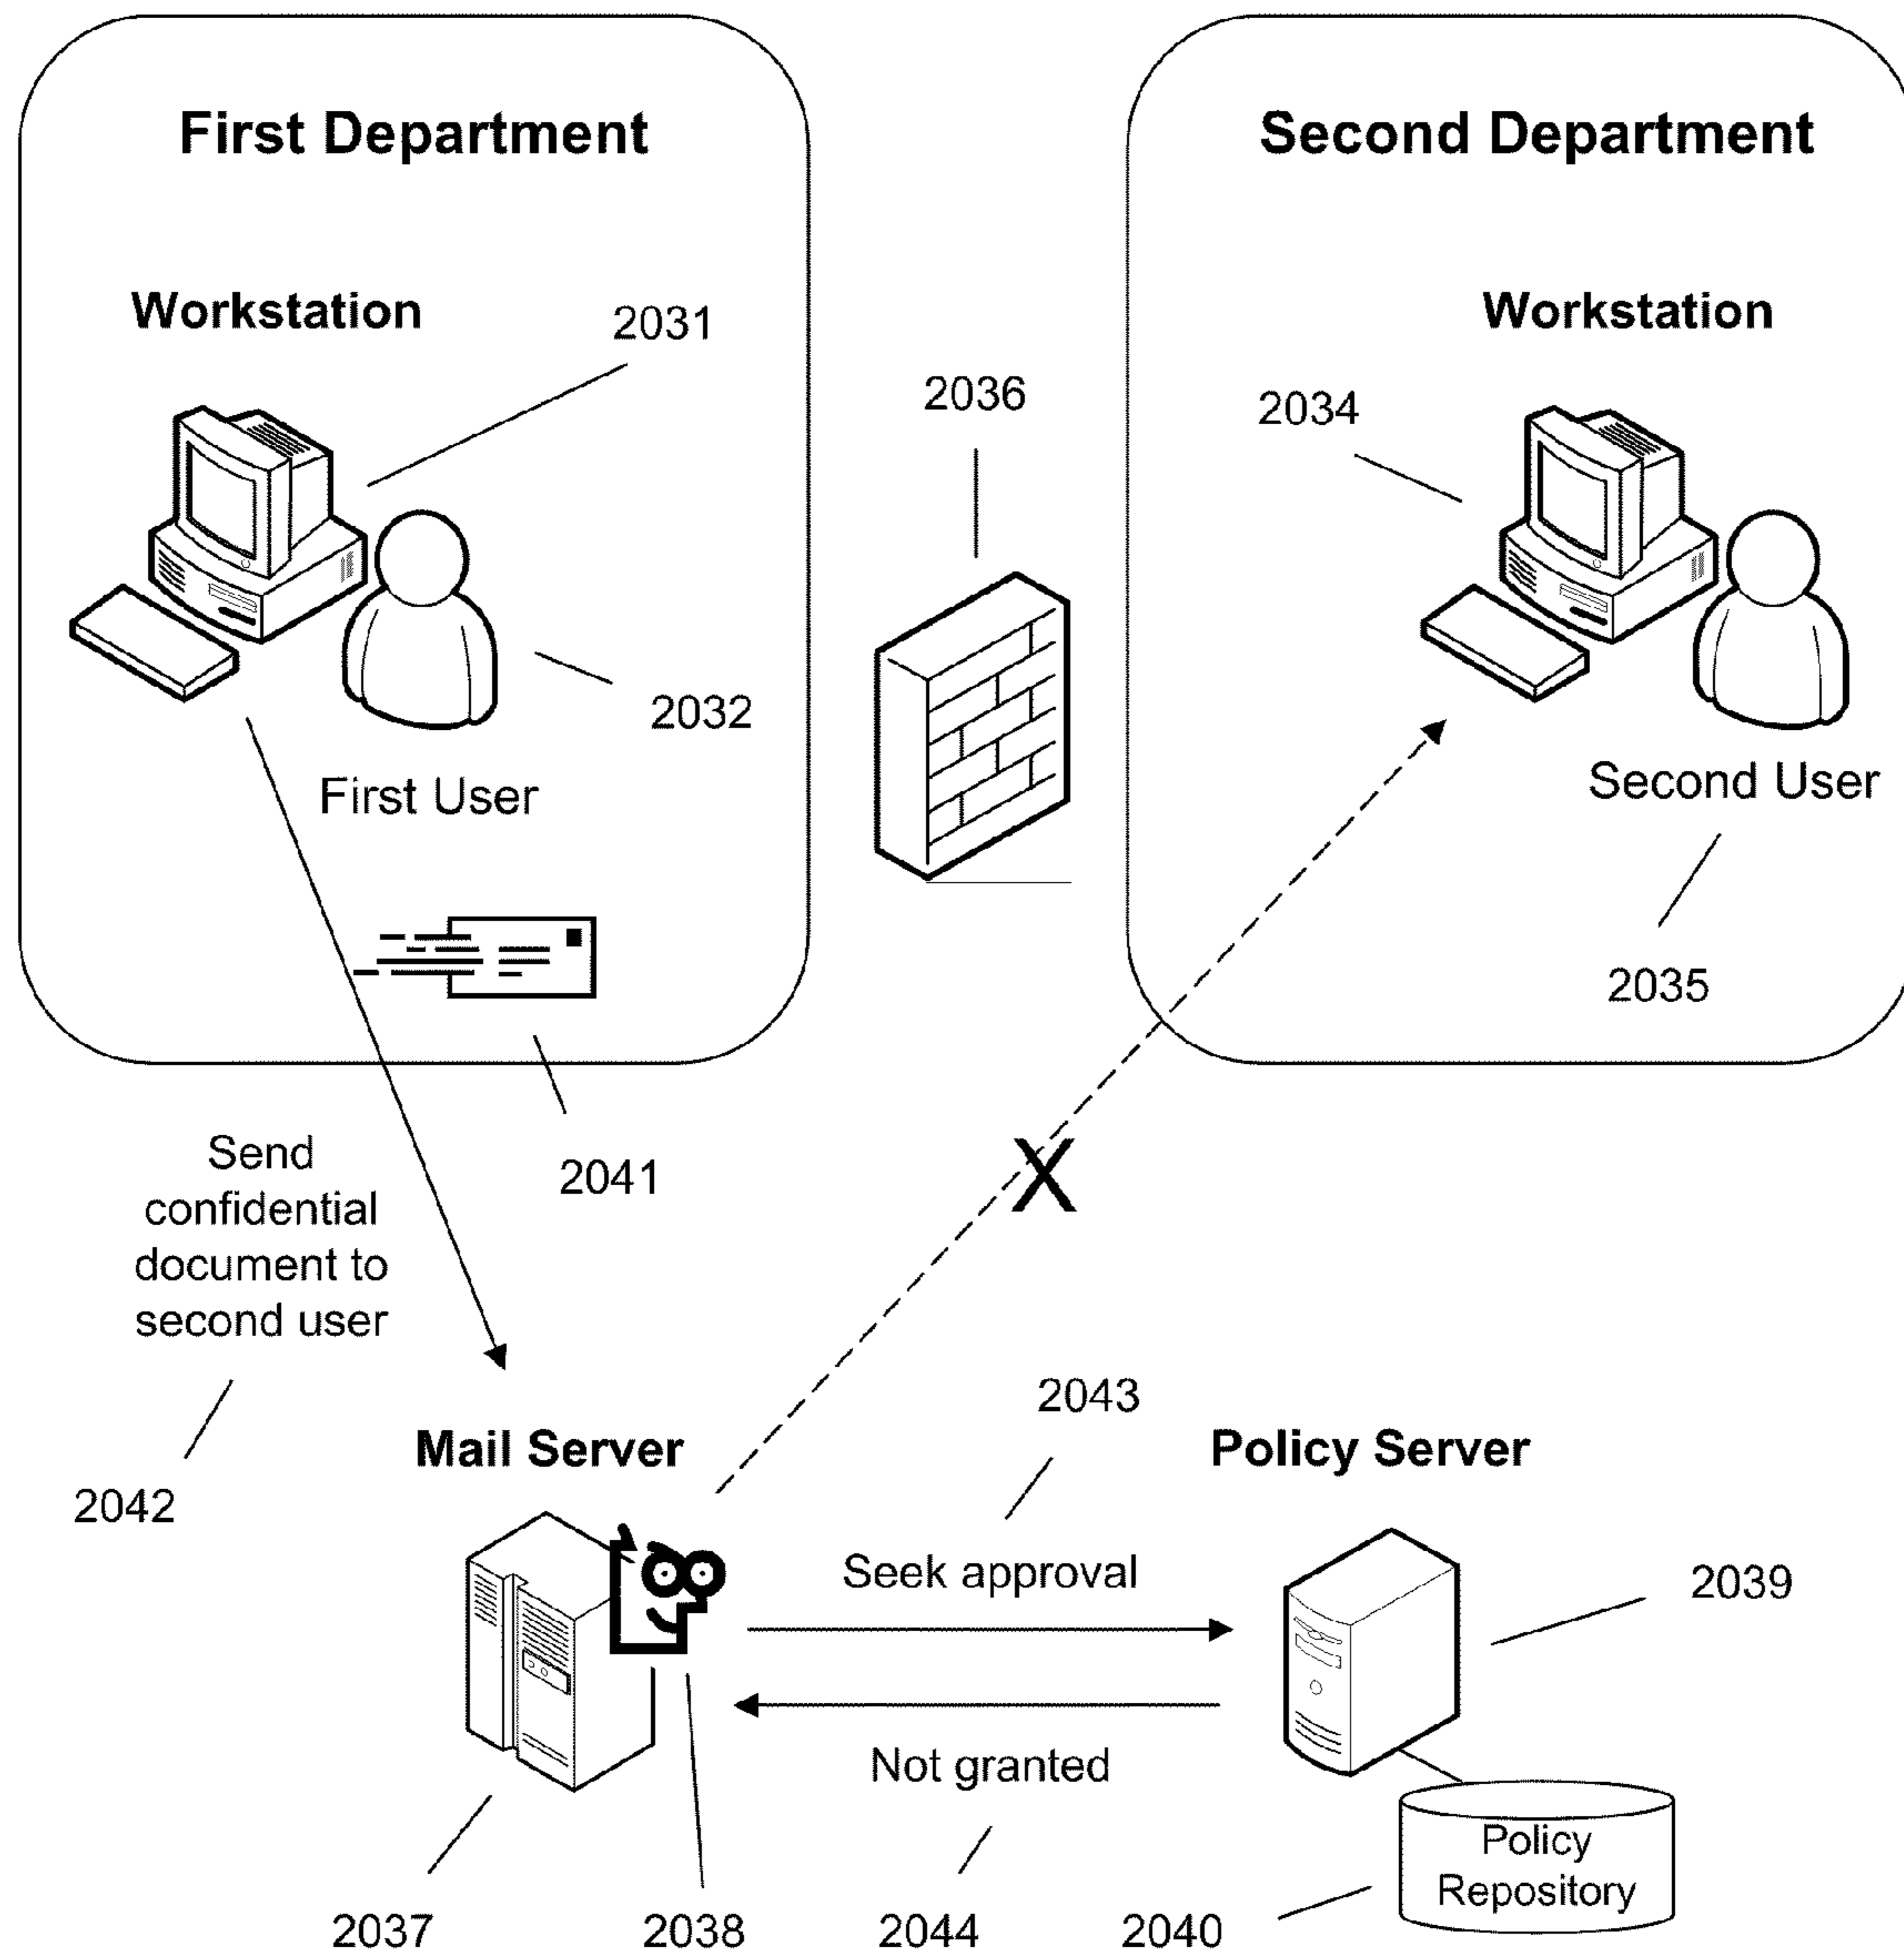 First Department
Second Department
Workstation
2031
Workstation
2036
2034
2032
First User
Second User
2035
Send
confidential
document to
second user
2041
X
2043
2042
Mail Server
Policy Server
Seek approval
2039
Not granted
Policy
Repository
2037
2038
2044
2040